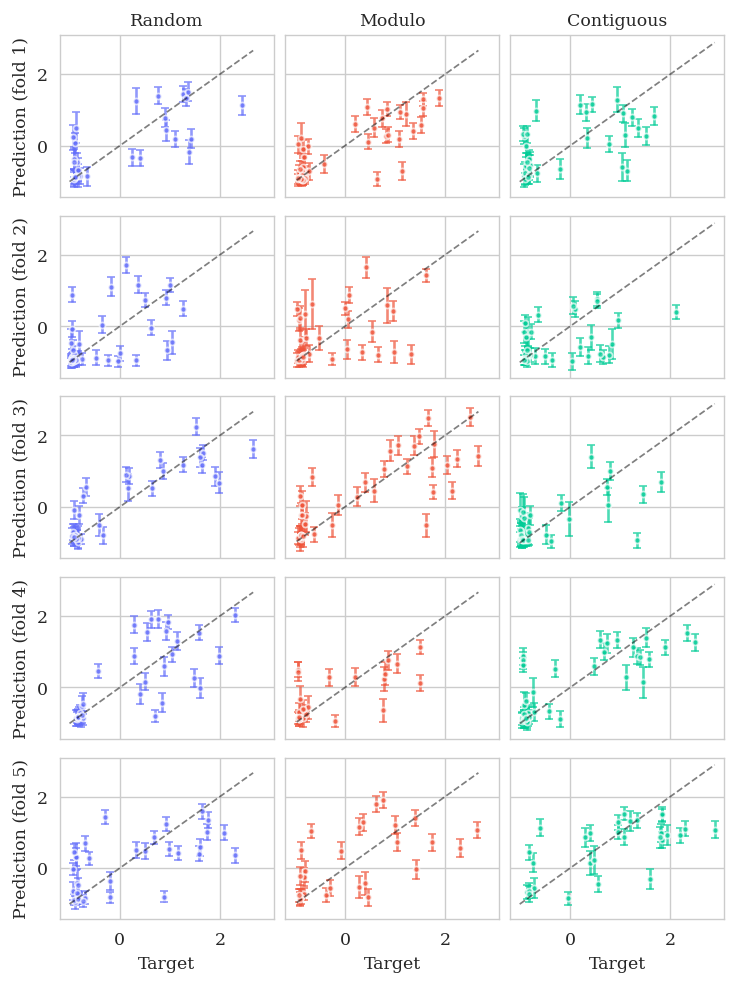 Random Modulo Contiguous
Prediction (fold 1)
2
0
Prediction (fold 2)
2
0
Prediction (fold 3)
2
0
Prediction (fold 4)
2
0
Prediction (fold 5)
2
0
0 2 0 2 0 2
Target Target Target